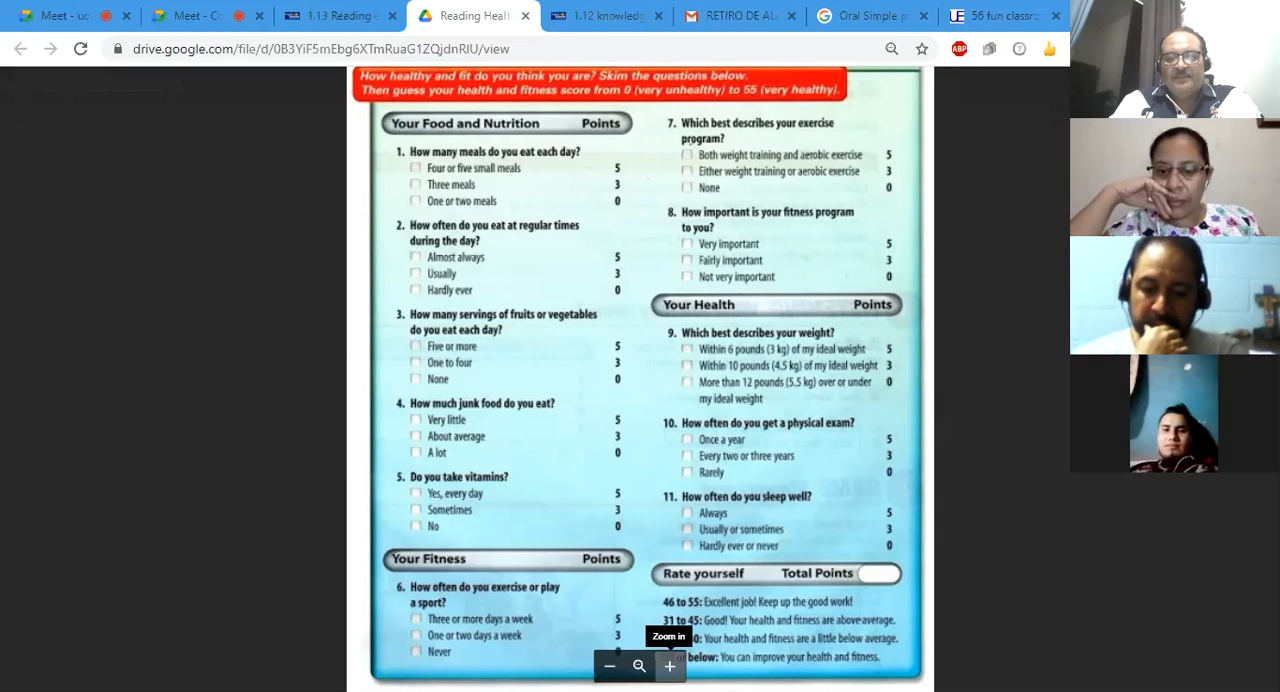 Meet - uc
Meet - Co
1.13 Reading e
Reading Healt
1.12 knowledg
RETIRO DE AL
Oral Simple p
56 fun classro
drive.google.com/file/d/0B3YiF5mEbg6XTmRuaG1ZQjdnRlU/view
ABP
How healthy and fit do you think you are? Skim the questions below.
Then guess your health and fitness score from 0 (very unhealthy) to 55 (very healthy).
Your Food and Nutrition Points
1. How many meals do you eat each day?
Four or five small meals 5
Three meals 3
One or two meals 0
2. How often do you eat at regular times
during the day?
Almost always 5
Usually 3
Hardly ever 0
3. How many servings of fruits or vegetables
do you eat each day?
Five or more 5
One to four 3
None 0
4. How much junk food do you eat?
Very little 5
About average 3
A lot 0
5. Do you take vitamins?
Yes, every day 5
Sometimes 3
No 0
Your Fitness Points
6. How often do you exercise or play
a sport?
Three or more days a week 5
One or two days a week 3
Never
7. Which best describes your exercise
program?
Both weight training and aerobic exercise 5
Either weight training or aerobic exercise 3
None 0
8. How important is your fitness program
to you?
Very important 5
Fairly important 3
Not very important 0
Your Health Points
9. Which best describes your weight?
Within 6 pounds (3 kg) of my ideal weight 5
Within 10 pounds (4.5 kg) of my ideal weight 3
More than 12 pounds (5.5 kg) over or under 0
my ideal weight
10. How often do you get a physical exam?
Once a year 5
Every two or three years 3
Rarely 0
11. How often do you sleep well?
Always 5
Usually or sometimes 3
Hardly ever or never 0
Rate yourself Total Points
46 to 55: Excellent job! Keep up the good work!
31 to 45: Good! Your health and fitness are above average.
Zoom in
0: Your health and fitness are a little below average.
below: You can improve your health and fitness.